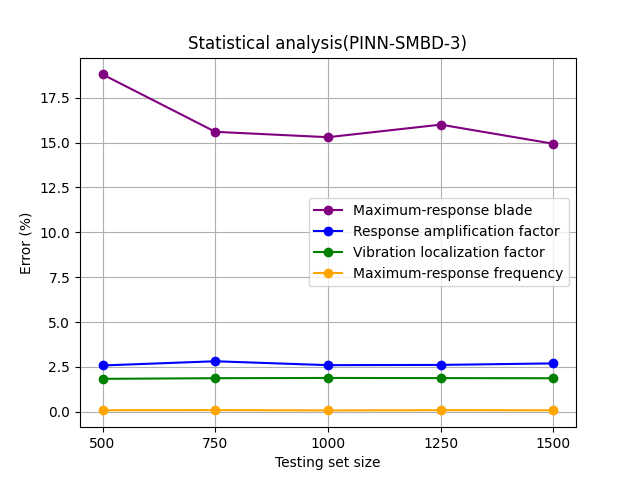 Statistical analysis(PINN-SMBD-3)
17.5
15.0
12.5
10.0
7.5
5.0
2.5
0.0
Error (%)
Maximum-response blade
Response amplification factor
Vibration localization factor
Maximum-response frequency
500 750 1000 1250 1500
Testing set size